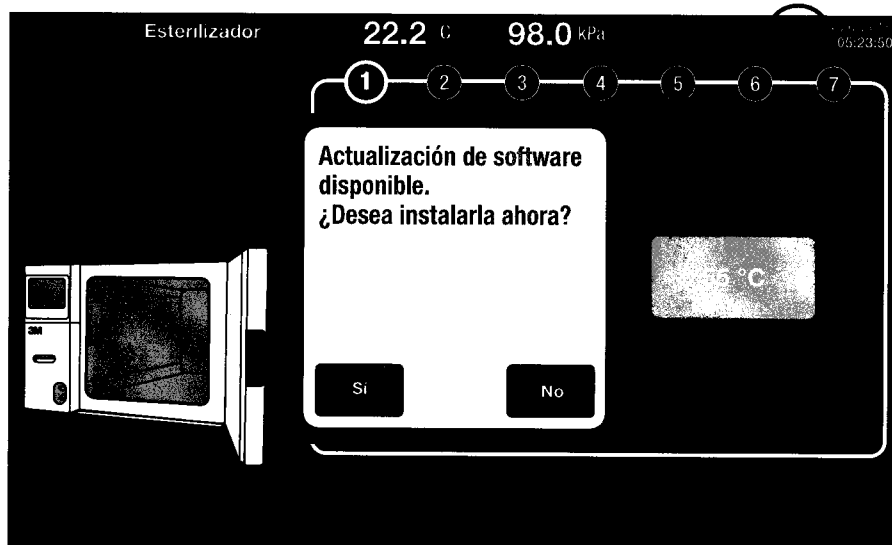 Esterilizador 22.2 C 98.0 kPa
05:23:50
1 2 3 4 5 6 7
Actualización de software
disponible.
¿Desea instalarla ahora?
°C
3M
Sí No